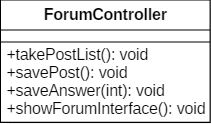 ForumController
+takePostList(): void
+savePost(): void
+saveAnswer(int): void
+showForumInterface(): void